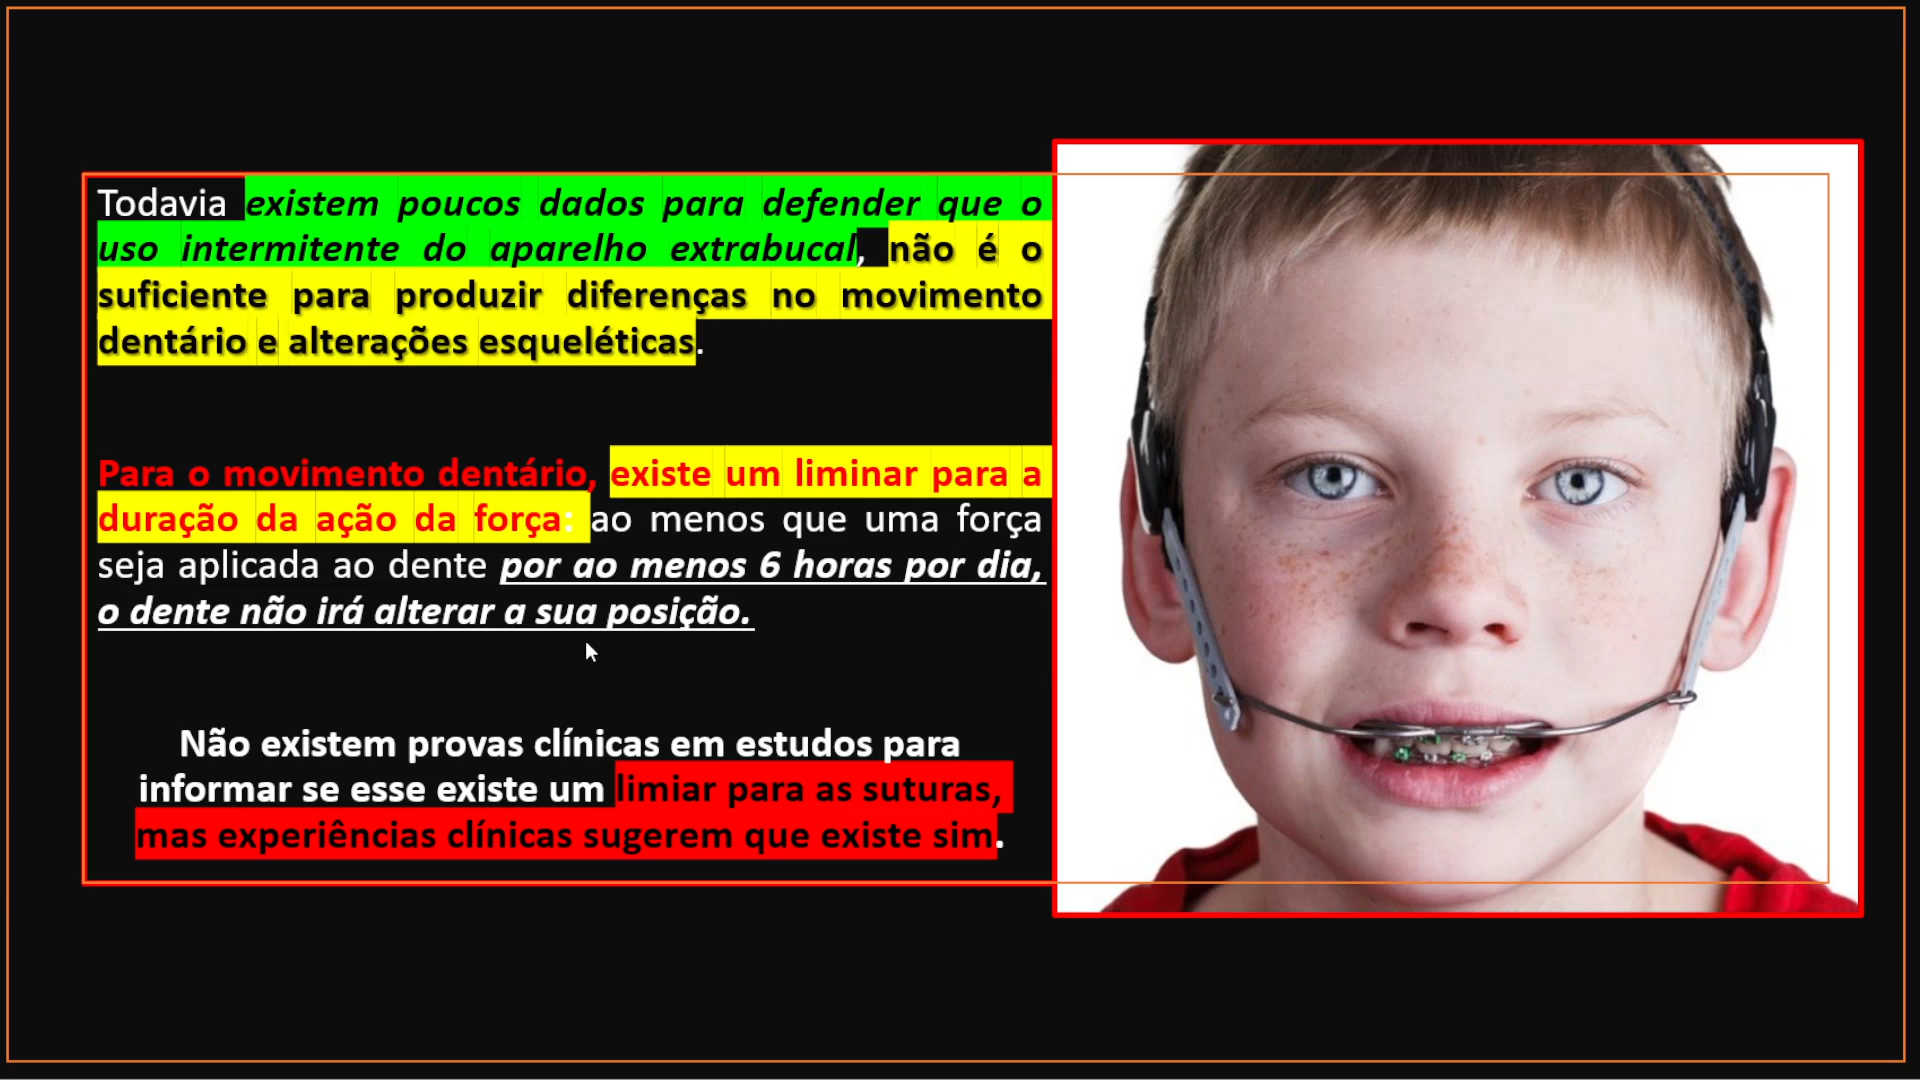 Todavia existem poucos dados para defender que o
uso intermitente do aparelho extrabucal, não é o
suficiente para produzir diferenças no movimento
dentário e alterações esqueléticas.
Para o movimento dentário, existe um liminar para a
duração da ação da força: ao menos que uma força
seja aplicada ao dente por ao menos 6 horas por dia,
o dente não irá alterar a sua posição.
Não existem provas clínicas em estudos para
informar se esse existe um limiar para as suturas,
mas experiências clínicas sugerem que existe sim.